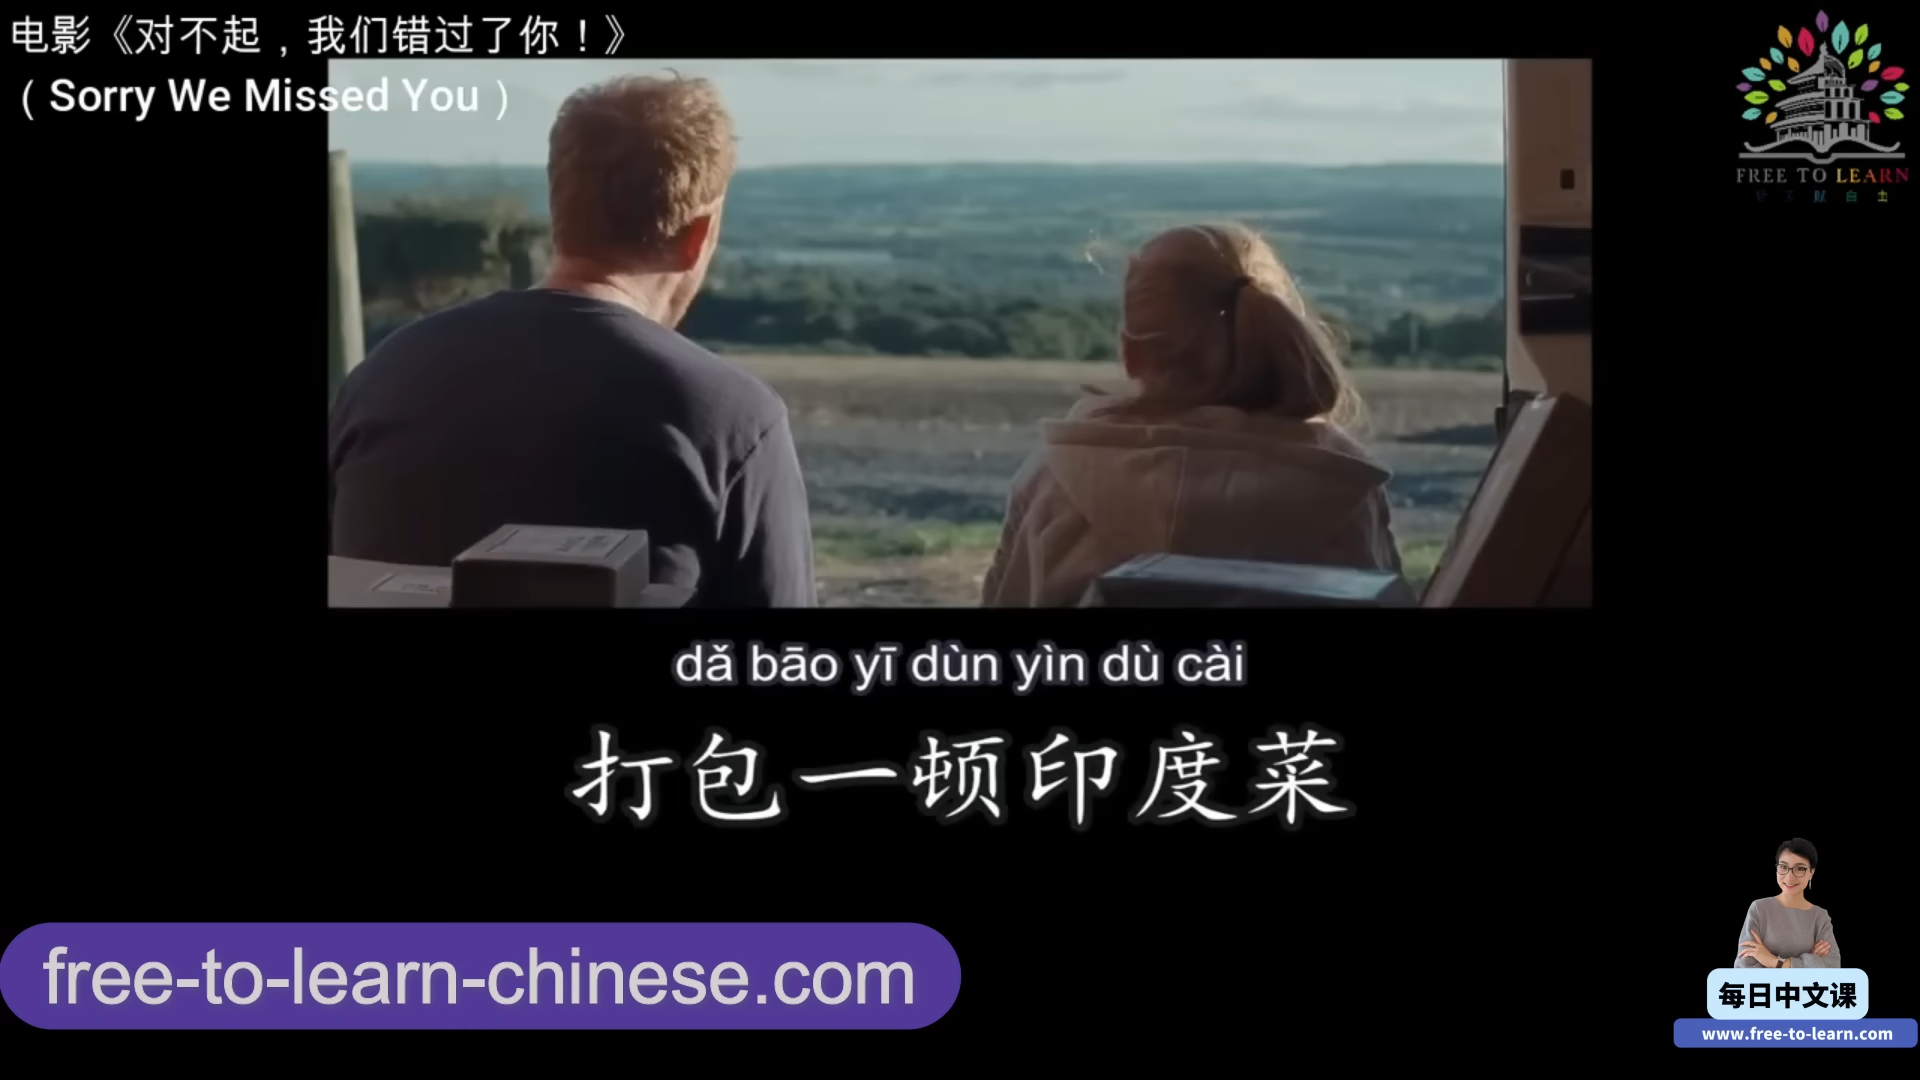 电影《对不起，我们错过了你！》
（Sorry We Missed You）
FREE TO LEARN
dǎ bāo yī dùn yìn dù cài
打包一顿印度菜
free-to-learn-chinese.com
每日中文课
www.free-to-learn.com